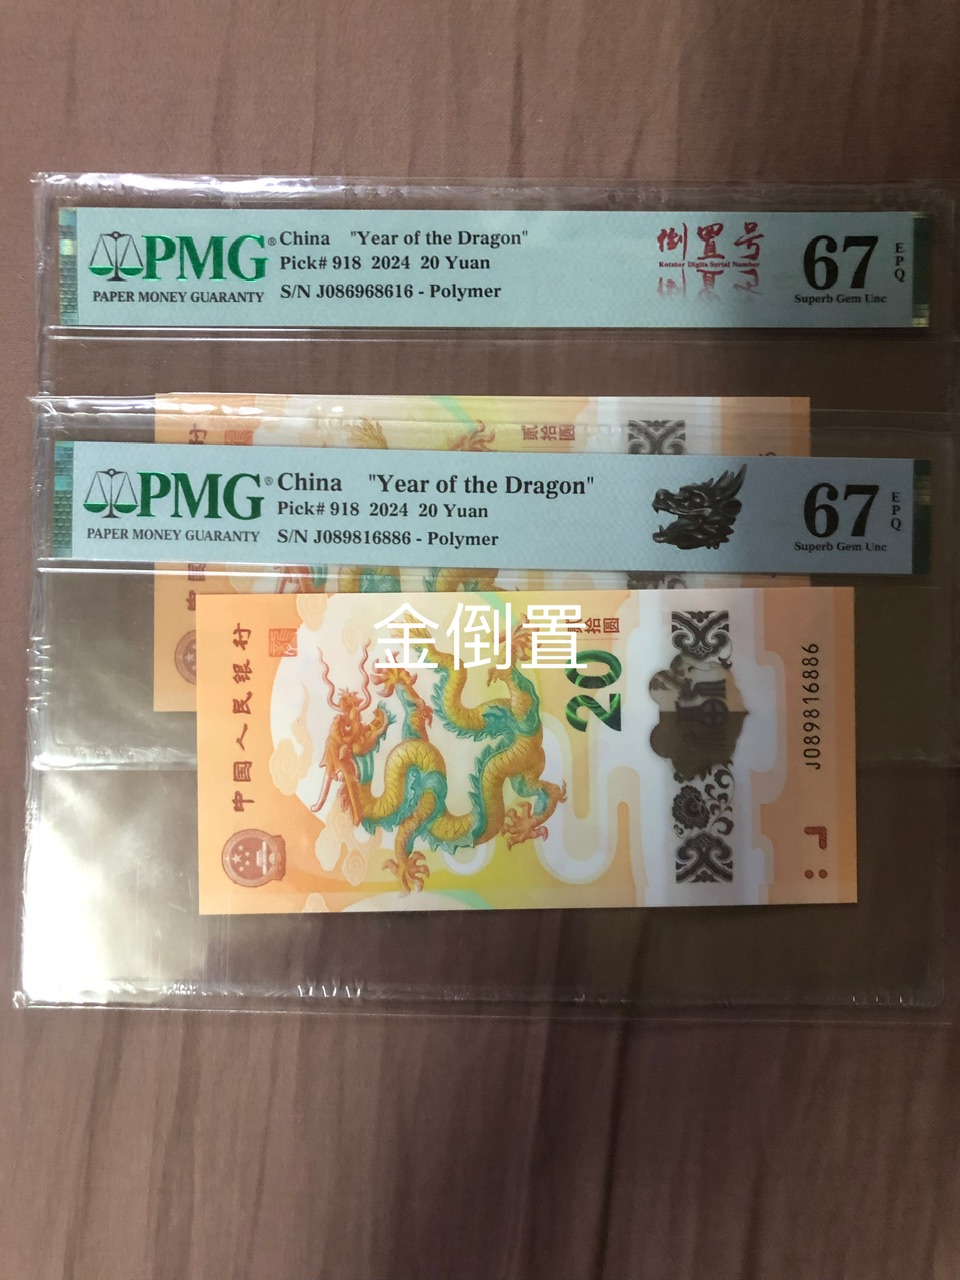 PMG®
PAPER MONEY GUARANTY
China "Year of the Dragon"
Pick# 918 2024 20 Yuan
S/N J086968616 - Polymer
倒置号
Rotator Digits Serial Number
67
EPQ
Superb Gem Unc
贰拾圆
PMG®
PAPER MONEY GUARANTY
China "Year of the Dragon"
Pick# 918 2024 20 Yuan
S/N J089816886 - Polymer
67
EPQ
Superb Gem Unc
金倒置
中国人民银行
拾圆
20
J089816886